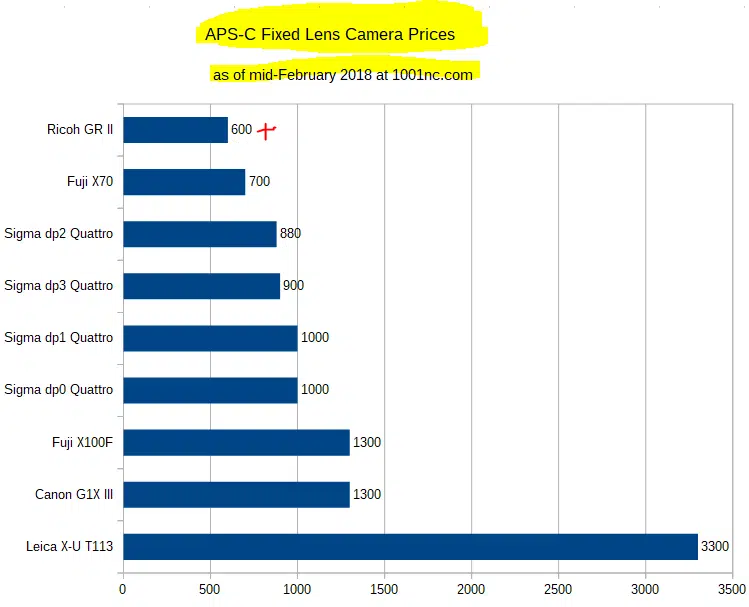 APS-C Fixed Lens Camera Prices
as of mid-February 2018 at 1001nc.com
Ricoh GR II 600 +
Fuji X70 700
Sigma dp2 Quattro 880
Sigma dp3 Quattro 900
Sigma dp1 Quattro 1000
Sigma dp0 Quattro 1000
Fuji X100F 1300
Canon G1X III 1300
Leica X-U T113 3300
0 500 1000 1500 2000 2500 3000 3500